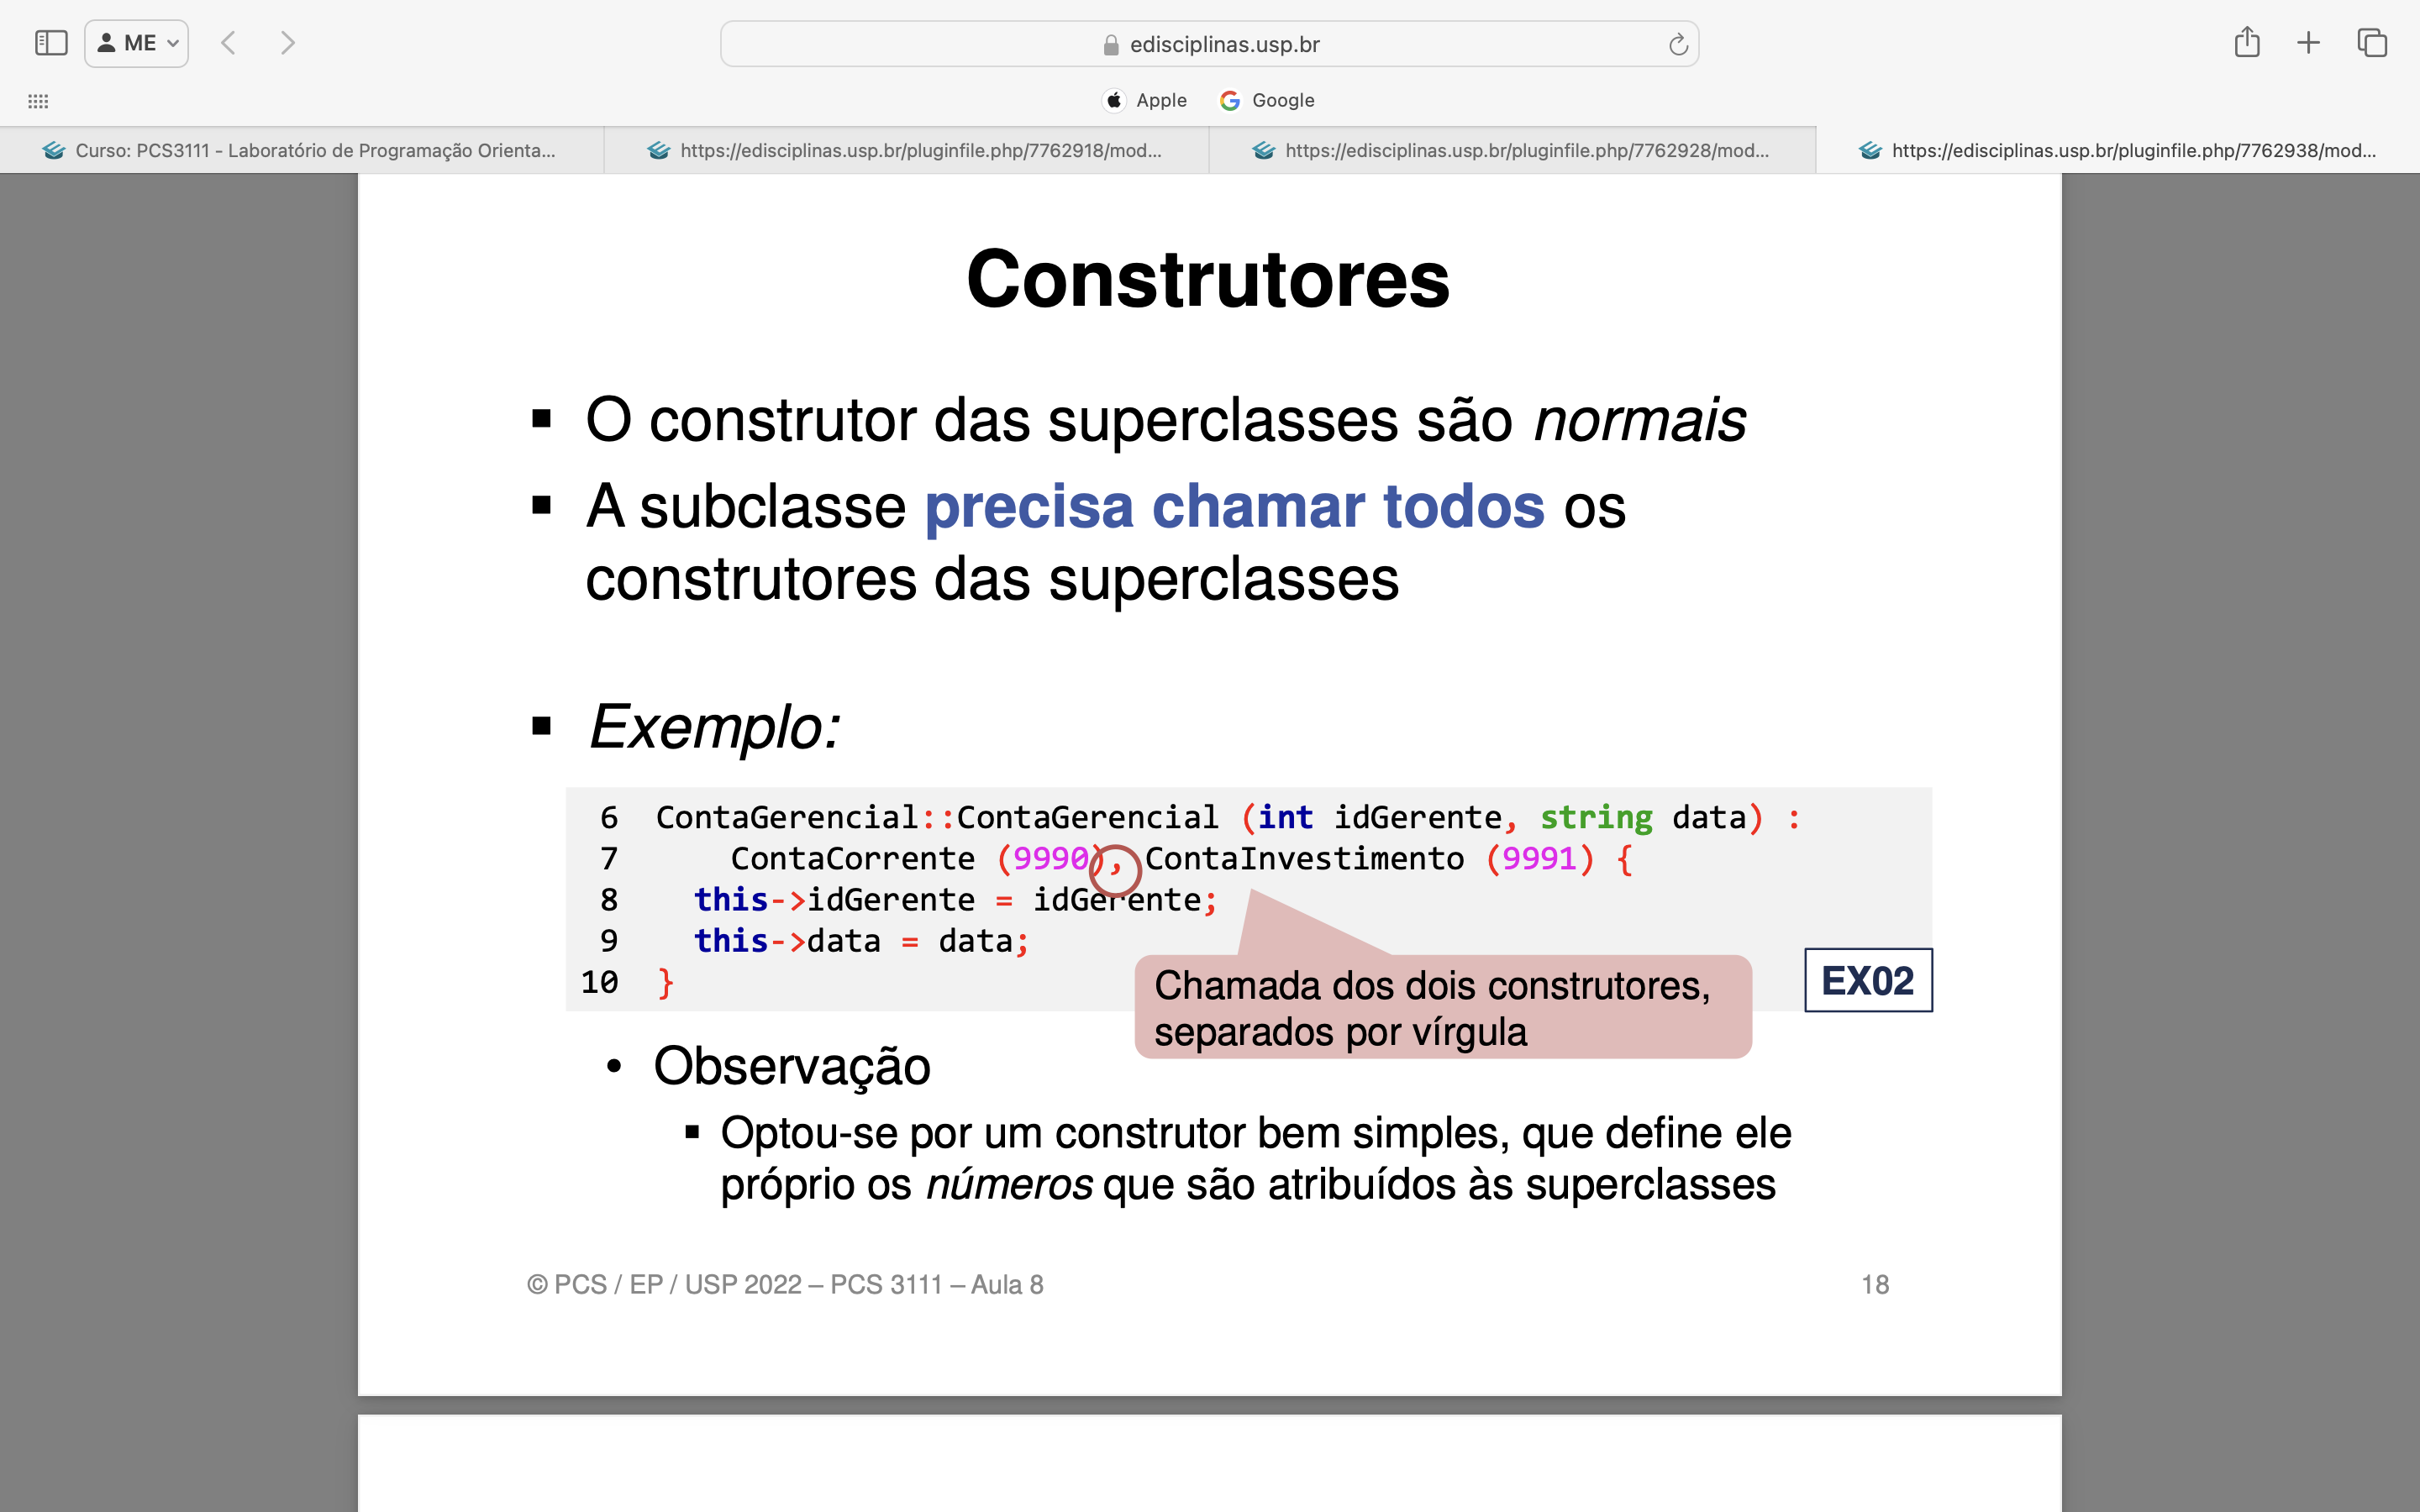 ME
edisciplinas.usp.br
Apple Google
Curso: PCS3111 - Laboratório de Programação Orienta...
https://edisciplinas.usp.br/pluginfile.php/7762918/mod...
https://edisciplinas.usp.br/pluginfile.php/7762928/mod...
https://edisciplinas.usp.br/pluginfile.php/7762938/mod...
Construtores
▪ O construtor das superclasses são normais
▪ A subclasse precisa chamar todos os
construtores das superclasses
▪ Exemplo:
6 ContaGerencial::ContaGerencial (int idGerente, string data) :
7 ContaCorrente (9990), ContaInvestimento (9991) {
8 this->idGerente = idGerente;
9 this->data = data;
10 }
Chamada dos dois construtores,
separados por vírgula
EX02
• Observação
▪ Optou-se por um construtor bem simples, que define ele
próprio os números que são atribuídos às superclasses
© PCS / EP / USP 2022 – PCS 3111 – Aula 8
18